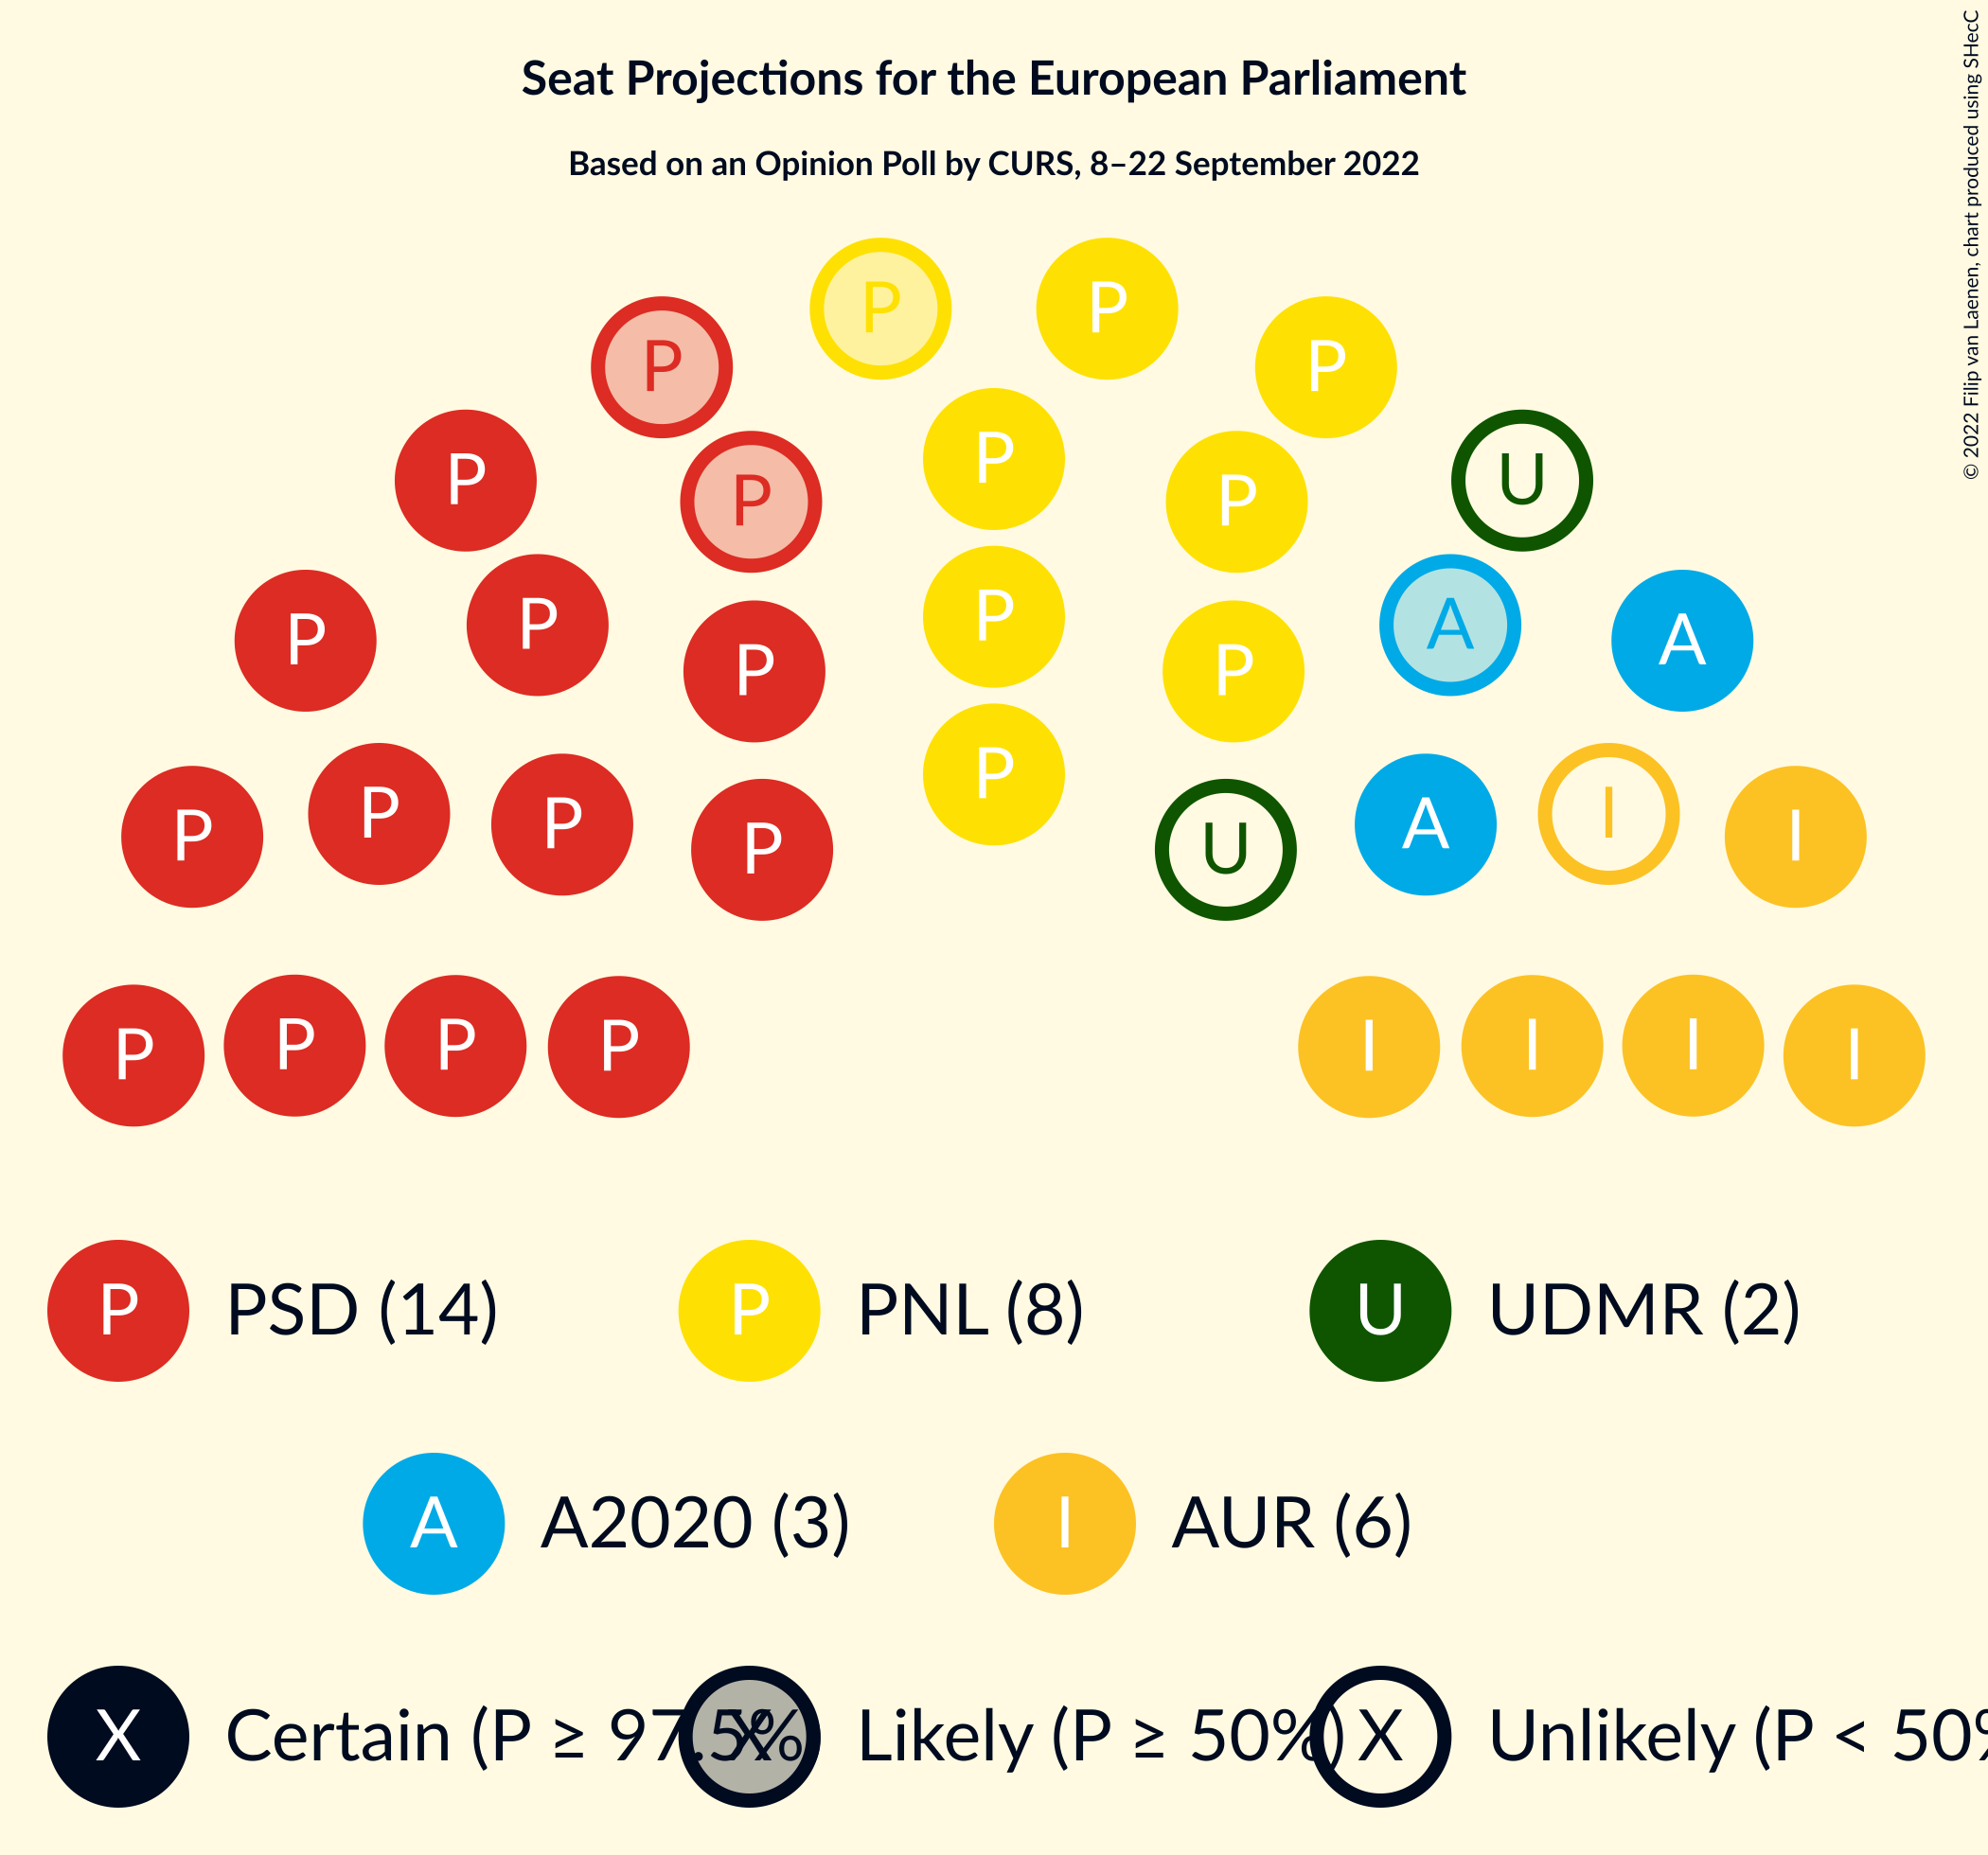 Seat Projections for the European Parliament
Based on an Opinion Poll by CURS, 8–22 September 2022
© 2022 Filip van Laenen, chart produced using SHecC
P P P
P P
P P P P U
P P P A
P P P A
P P
P P P A I I
P P U
P P P P I I I I
P PSD (14) P PNL (8) U UDMR (2)
A A2020 (3) I AUR (6)
X Certain (P ≥ 97.5% X Likely (P ≥ 50%) X Unlikely (P < 50%